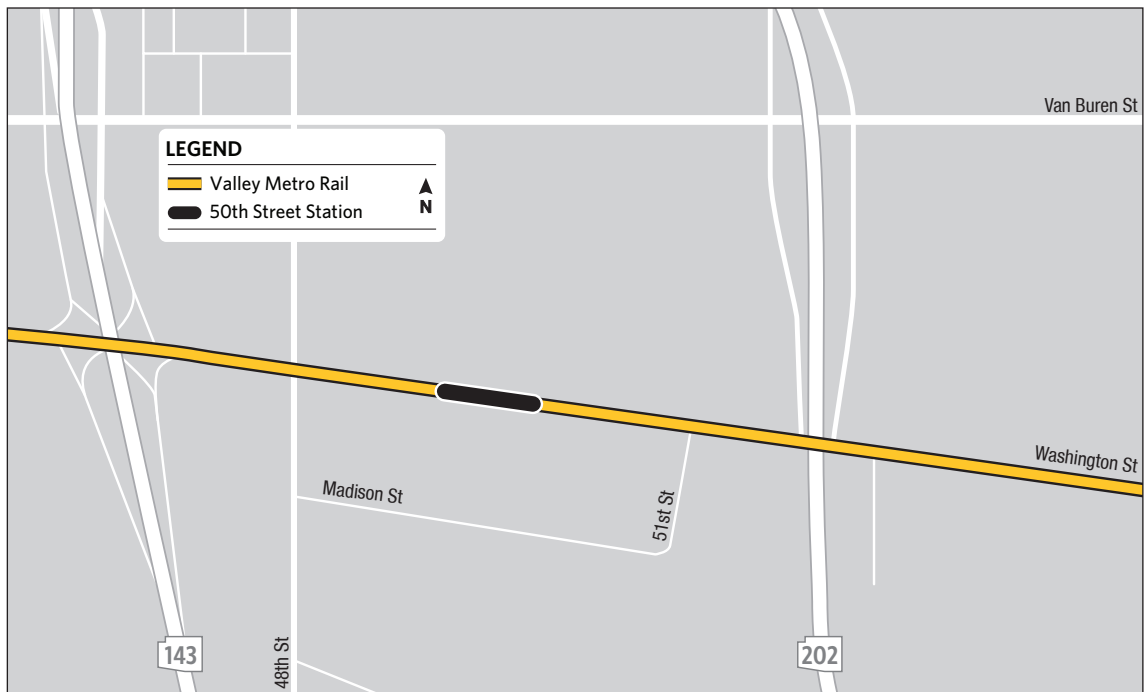 Van Buren St
LEGEND
Valley Metro Rail
N
50th Street Station
Washington St
Madison St
51st St
48th St
143
202